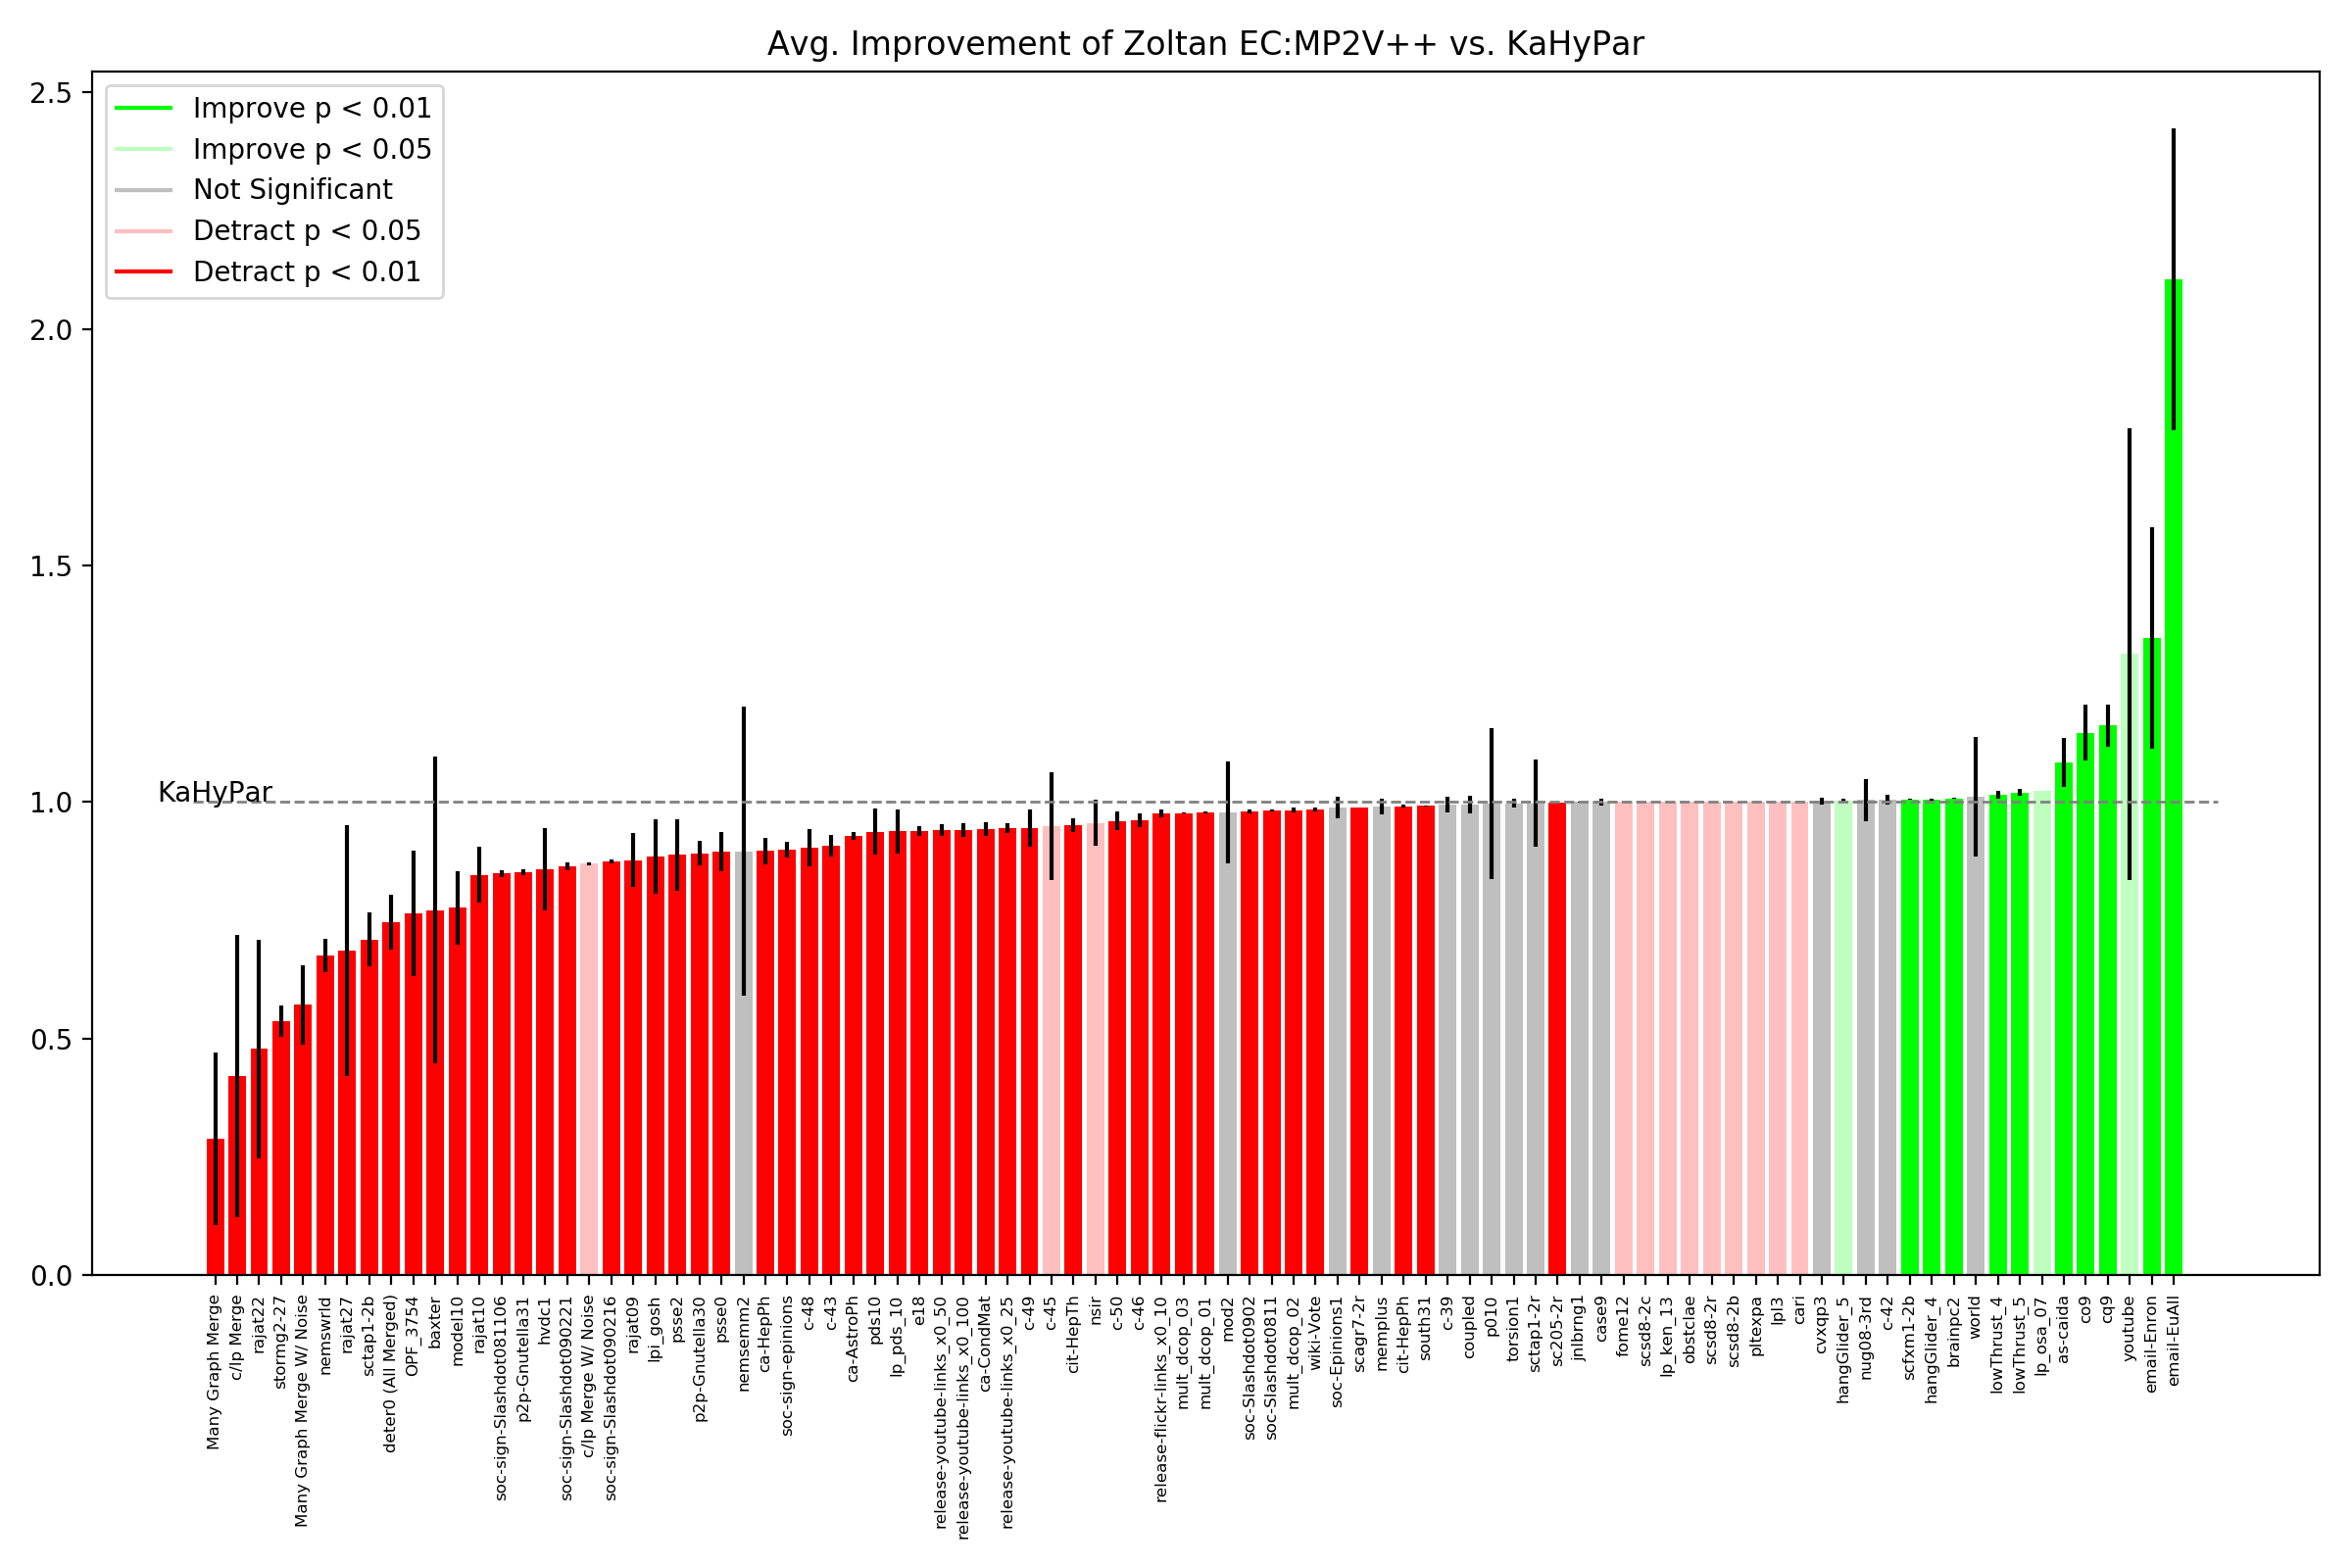 Avg. Improvement of Zoltan EC:MP2V++ vs. KaHyPar
2.5
2.0
1.5
1.0
0.5
0.0
Improve p < 0.01
Improve p < 0.05
Not Significant
Detract p < 0.05
Detract p < 0.01
KaHyPar
Many Graph Merge
c/lp Merge
rajat22
stormg2-27
Many Graph Merge W/ Noise
nemswrld
rajat27
sctap1-2b
deter0 (All Merged)
OPF_3754
baxter
model10
rajat10
soc-sign-Slashdot081106
p2p-Gnutella31
hvdc1
soc-sign-Slashdot090221
c/lp Merge W/ Noise
soc-sign-Slashdot090216
rajat09
lpi_gosh
psse2
p2p-Gnutella30
psse0
nemsemm2
ca-HepPh
soc-sign-epinions
c-48
c-43
ca-AstroPh
pds10
lp_pds_10
e18
release-youtube-links_x0_50
release-youtube-links_x0_100
ca-CondMat
release-youtube-links_x0_25
c-49
c-45
cit-HepTh
nsir
c-50
c-46
release-flickr-links_x0_10
mult_dcop_03
mult_dcop_01
mod2
soc-Slashdot0902
soc-Slashdot0811
mult_dcop_02
wiki-Vote
soc-Epinions1
scagr7-2r
memplus
cit-HepPh
south31
c-39
coupled
p010
torsion1
sctap1-2r
sc205-2r
jnlbrng1
case9
fome12
scsd8-2c
lp_ken_13
obstclae
scsd8-2r
scsd8-2b
pltexpa
lpl3
cari
cvxqp3
hangGlider_5
nug08-3rd
c-42
scfxm1-2b
hangGlider_4
brainpc2
world
lowThrust_4
lowThrust_5
lp_osa_07
as-caida
co9
cq9
youtube
email-Enron
email-EuAll